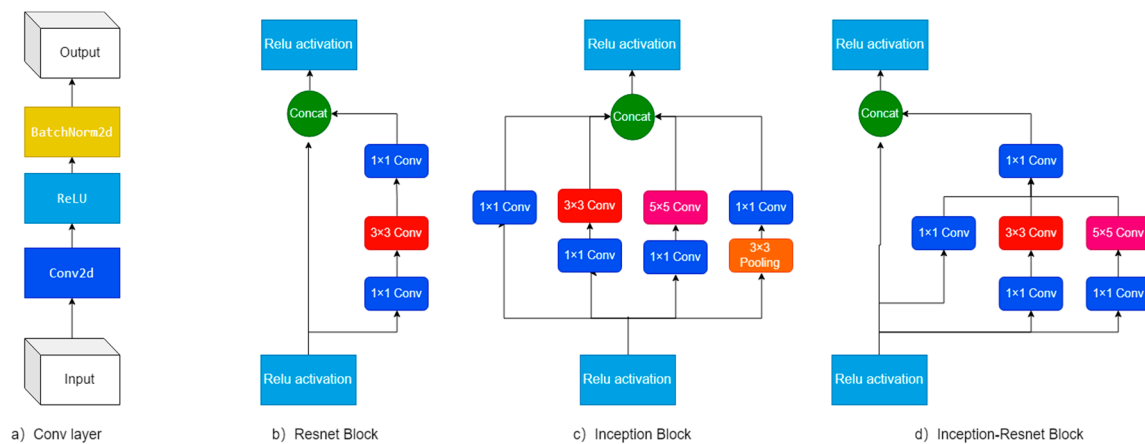 Output
BatchNorm2d
ReLU
Conv2d
Input
a) Conv layer
Relu activation
Concat
1×1 Conv
3×3 Conv
1×1 Conv
Relu activation
b) Resnet Block
Relu activation
Concat
1×1 Conv
3×3 Conv
5×5 Conv
1×1 Conv
1×1 Conv
1×1 Conv
3×3
Pooling
Relu activation
c) Inception Block
Relu activation
Concat
1×1 Conv
1×1 Conv
3×3 Conv
5×5 Conv
1×1 Conv
1×1 Conv
Relu activation
d) Inception-Resnet Block